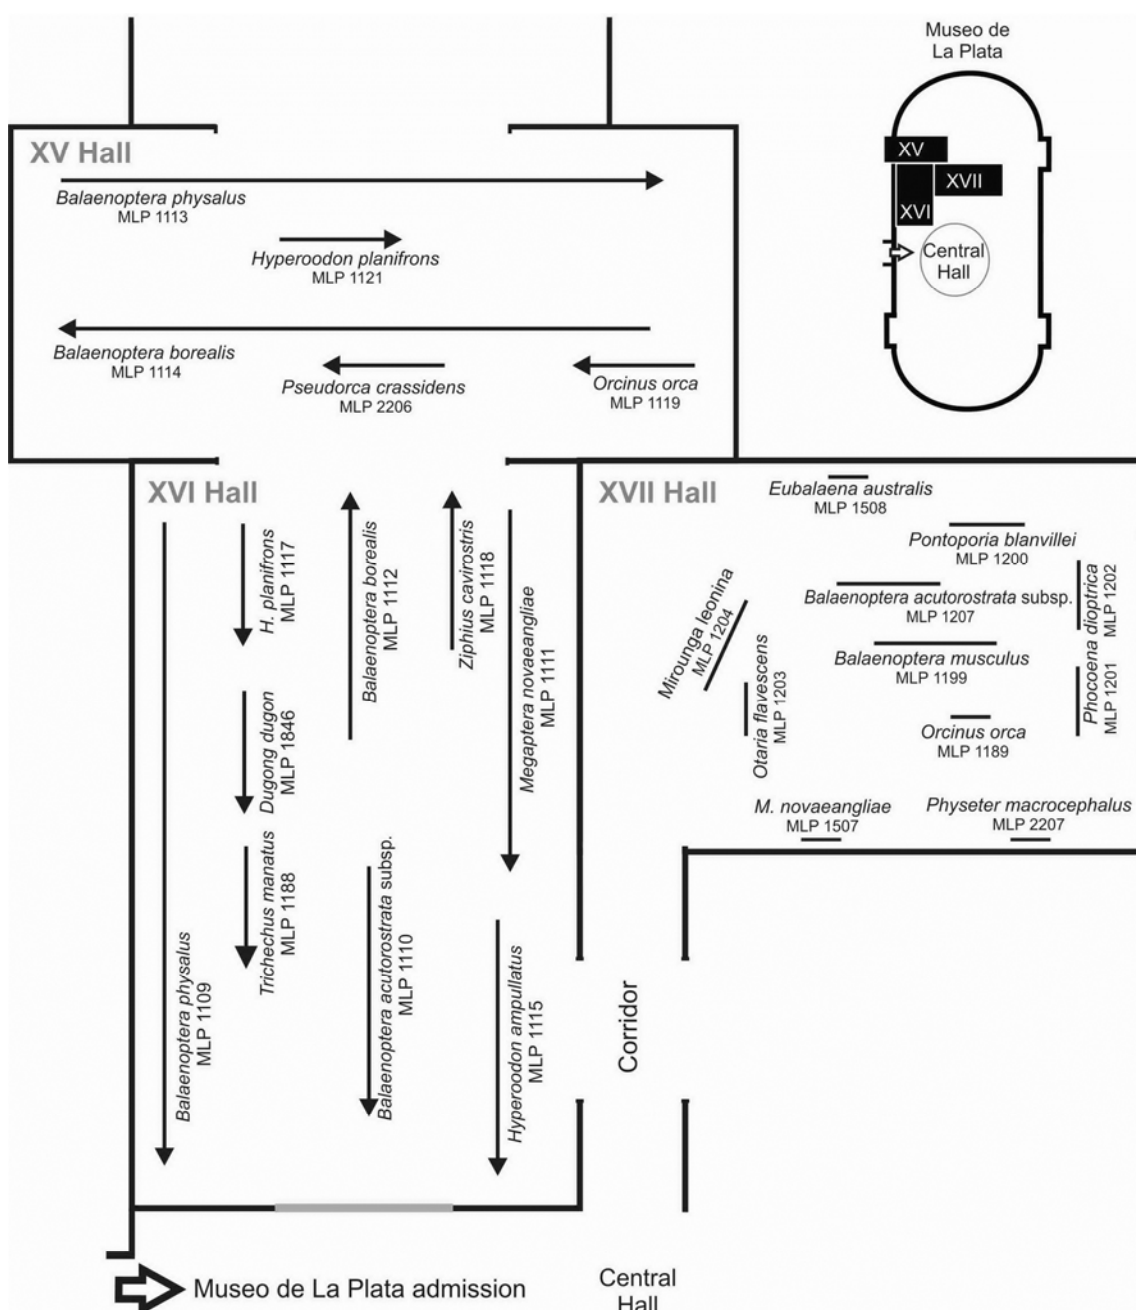 Museo de
La Plata
XV
XVII
XVI
Central
Hall
XV Hall
Balaenoptera physalus
MLP 1113
Hyperoodon planifrons
MLP 1121
Balaenoptera borealis
MLP 1114
Pseudorca crassidens
MLP 2206
Orcinus orca
MLP 1119
XVI Hall
Balaenoptera physalus
MLP 1109
H. planifrons
MLP 1117
Dugong dugon
MLP 1846
Trichechus manatus
MLP 1188
Balaenoptera borealis
MLP 1112
Balaenoptera acutorostrata subsp.
MLP 1110
Ziphius cavirostris
MLP 1118
Megaptera novaeangliae
MLP 1111
Hyperoodon ampullatus
MLP 1115
XVII Hall
Eubalaena australis
MLP 1508
Pontoporia blanvillei
MLP 1200
Balaenoptera acutorostrata subsp.
MLP 1207
Balaenoptera musculus
MLP 1199
Orcinus orca
MLP 1189
Mirounga leonina
MLP 1204
Otaria flavescens
MLP 1203
Phocoena dioptrica
MLP 1201 MLP 1202
M. novaeangliae
MLP 1507
Physeter macrocephalus
MLP 2207
Corridor
Museo de La Plata admission
Central
Hall